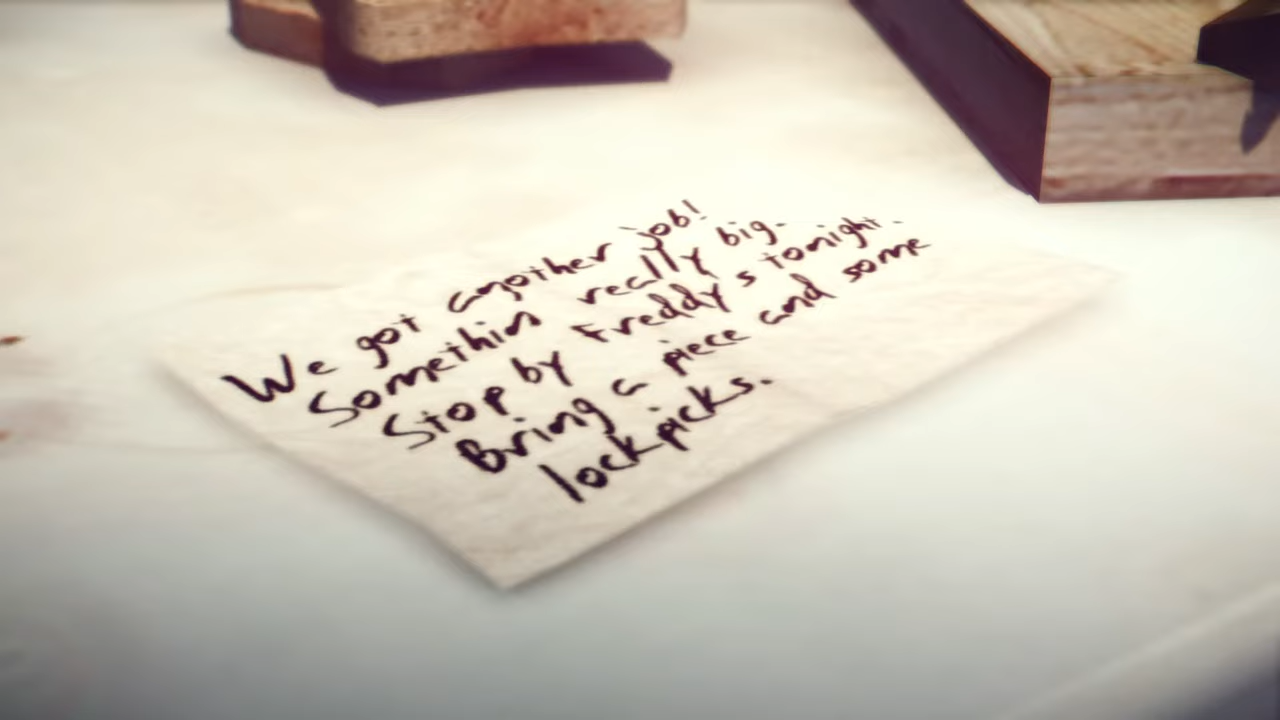 We got another job!
Somethin really big.
Stop by Freddy s tonight.
Bring a piece and some
lockpicks.